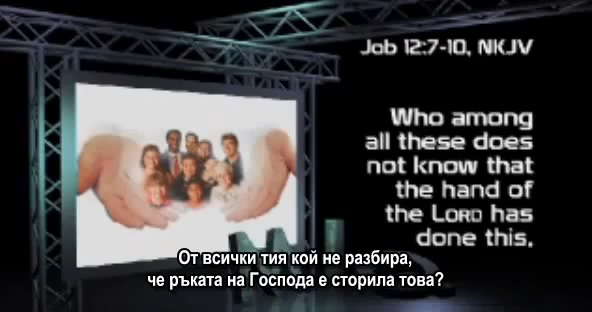 Job 12:7-10, NKJV
Who among
all these does
not know that
the hand of
the LORD has
done this,
От всички тия кой не разбира,
че ръката на Господа е сторила това?